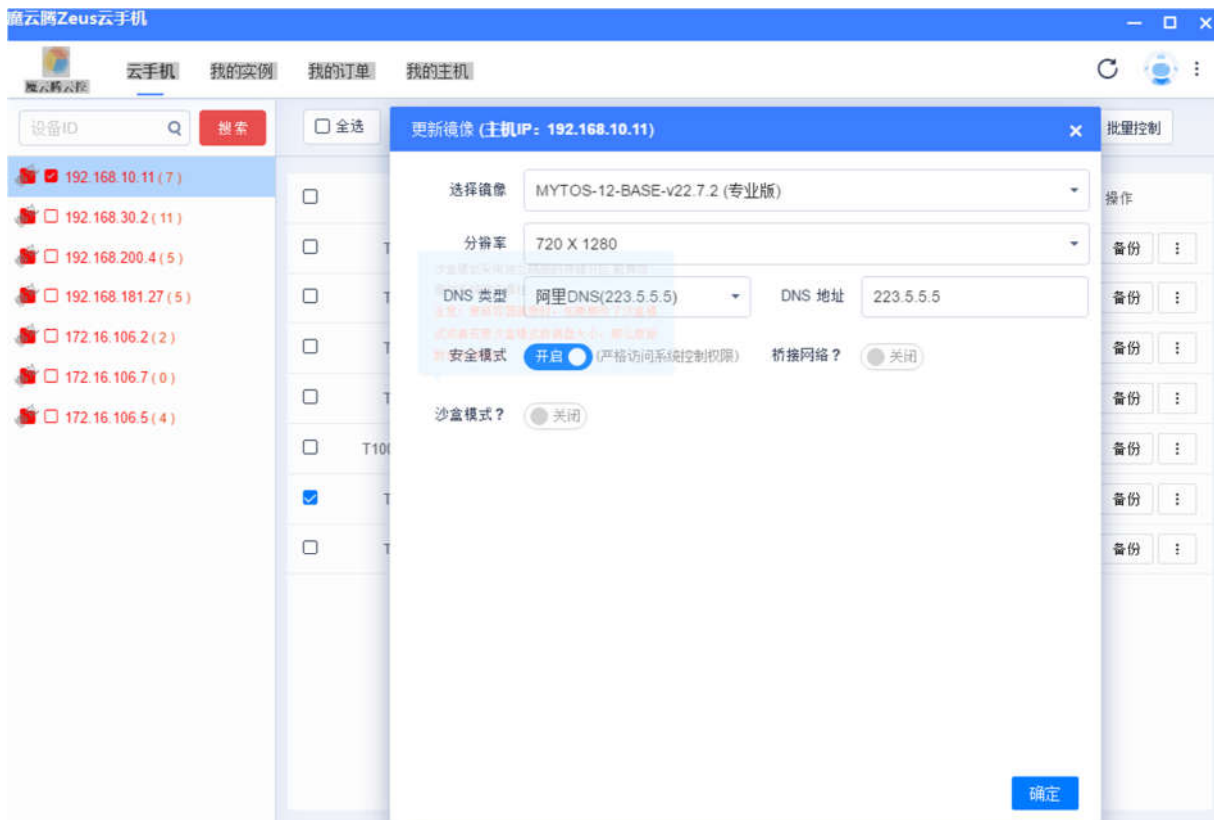 魔云腾Zeus云手机
魔云腾云控
云手机 我的实例 我的订单 我的主机
设备ID 搜索
全选
更新镜像 (主机IP：192.168.10.11)
批量控制
192.168.10.11 (7)
192.168.30.2 (11)
192.168.200.4 (5)
192.168.181.27 (5)
172.16.106.2 (2)
172.16.106.7 (0)
172.16.106.5 (4)
选择镜像 MYTOS-12-BASE-v22.7.2 (专业版)
操作
分辨率 720 X 1280
T 备份
DNS 类型 阿里DNS(223.5.5.5) DNS 地址 223.5.5.5
T 备份
安全模式 开启 (严格访问系统控制权限) 桥接网络？ 关闭
T 备份
T 备份
沙盒模式？ 关闭
T100 备份
T 备份
T 备份
确定